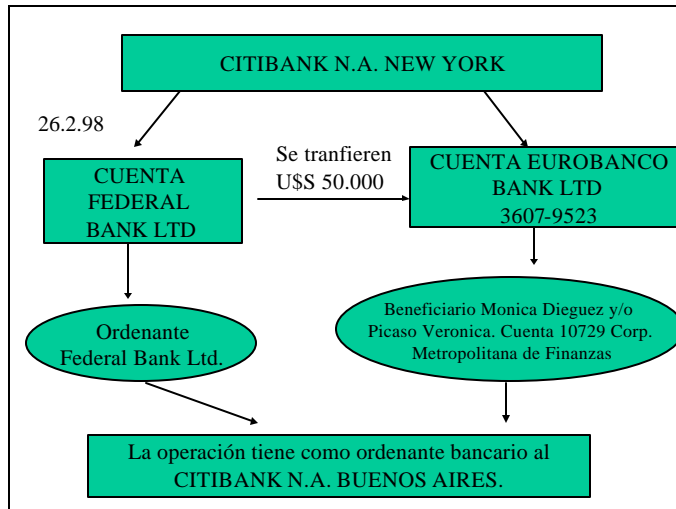 CITIBANK N.A. NEW YORK
26.2.98
CUENTA
FEDERAL
BANK LTD
Se tranfieren
U$S 50.000
CUENTA EUROBANCO
BANK LTD
3607-9523
Ordenante
Federal Bank Ltd.
Beneficiario Monica Dieguez y/o
Picaso Veronica. Cuenta 10729 Corp.
Metropolitana de Finanzas
La operación tiene como ordenante bancario al
CITIBANK N.A. BUENOS AIRES.